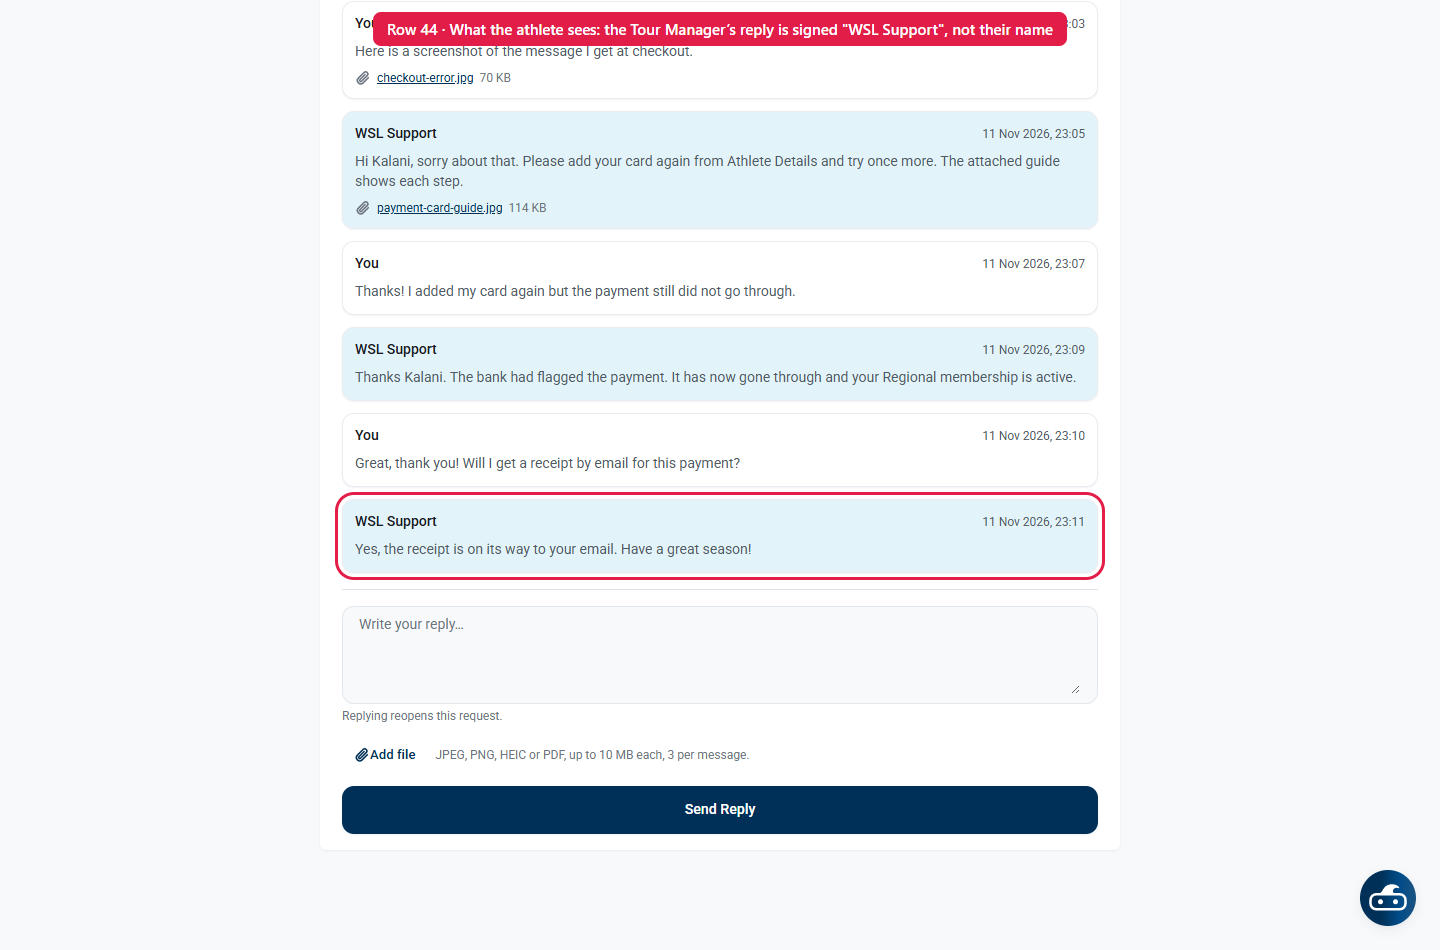 Row 44 · What the athlete sees: the Tour Manager’s reply is signed "WSL Support", not their name
Here is a screenshot of the message I get at checkout.
checkout-error.jpg 70 KB
WSL Support 11 Nov 2026, 23:05
Hi Kalani, sorry about that. Please add your card again from Athlete Details and try once more. The attached guide
shows each step.
payment-card-guide.jpg 114 KB
You 11 Nov 2026, 23:07
Thanks! I added my card again but the payment still did not go through.
WSL Support 11 Nov 2026, 23:09
Thanks Kalani. The bank had flagged the payment. It has now gone through and your Regional membership is active.
You 11 Nov 2026, 23:10
Great, thank you! Will I get a receipt by email for this payment?
WSL Support 11 Nov 2026, 23:11
Yes, the receipt is on its way to your email. Have a great season!
Write your reply...
Replying reopens this request.
Add file JPEG, PNG, HEIC or PDF, up to 10 MB each, 3 per message.
Send Reply